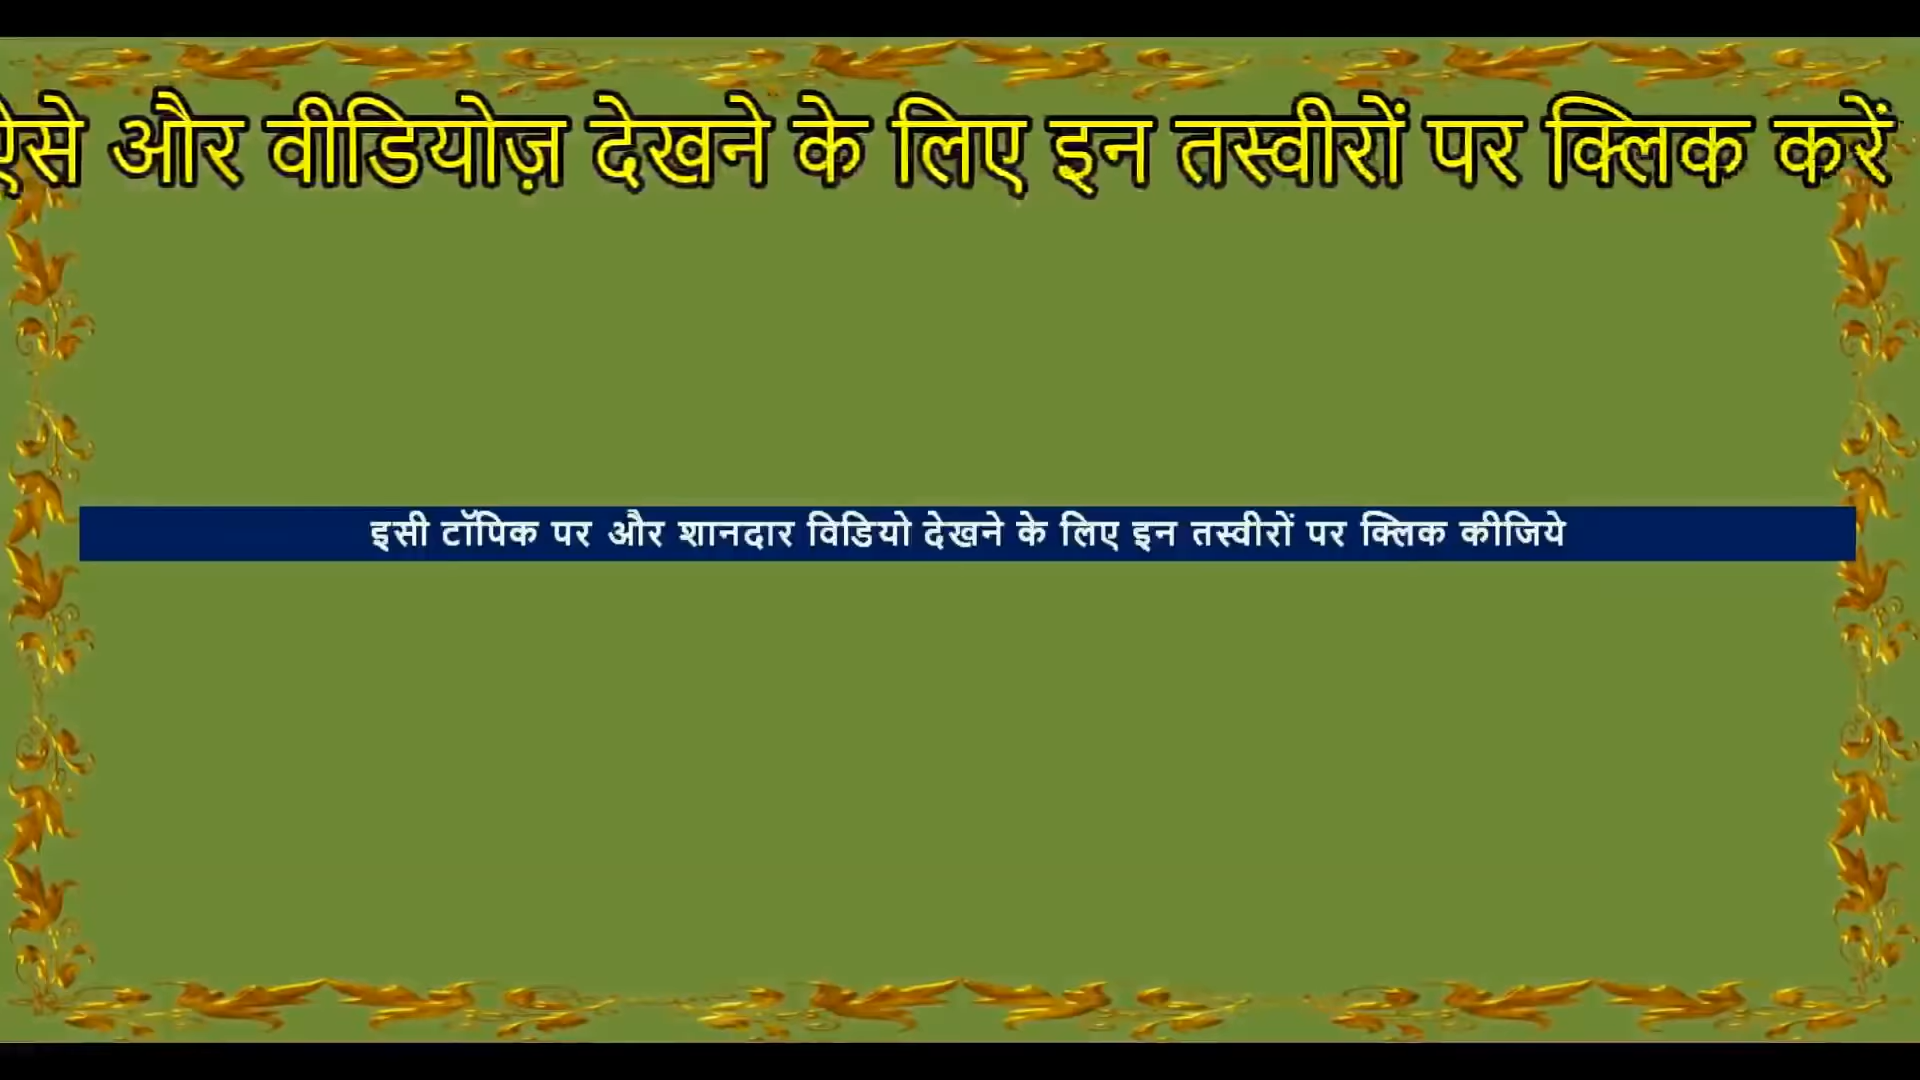 ऐसे और वीडियोज़ देखने के लिए इन तस्वीरों पर क्लिक करें
इसी टॉपिक पर और शानदार विडियो देखने के लिए इन तस्वीरों पर क्लिक कीजिये